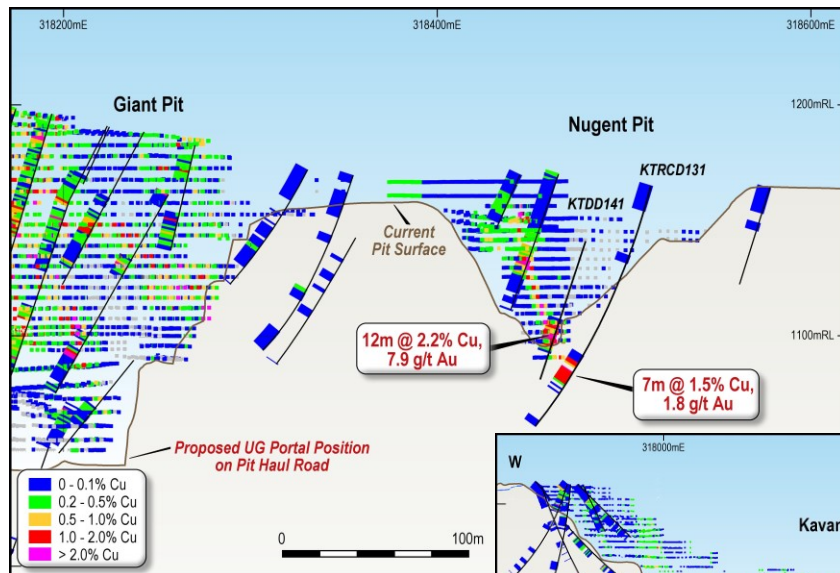 318200mE
318400mE
318600mE
Giant Pit
Nugent Pit
1200mRL
KTRCD131
KTDD141
Current
Pit Surface
12m @ 2.2% Cu,
7.9 g/t Au
1100mRL
7m @ 1.5% Cu,
1.8 g/t Au
Proposed UG Portal Position
on Pit Haul Road
0 - 0.1% Cu
0.2 - 0.5% Cu
0.5 - 1.0% Cu
1.0 - 2.0% Cu
> 2.0% Cu
0
100m
318000mE
W
Kavar